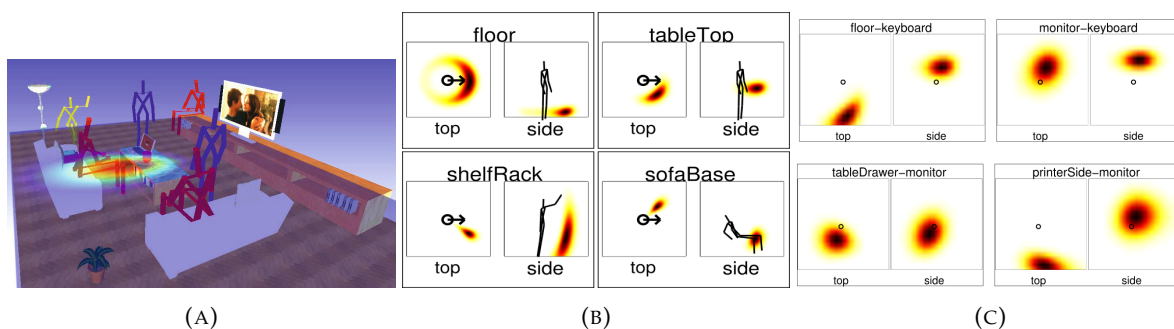 floor
top
side
tableTop
top
side
shelfRack
top
side
sofaBase
top
side
floor-keyboard
top
side
monitor-keyboard
top
side
tableDrawer-monitor
top
side
printerSide-monitor
top
side
(A)
(B)
(C)